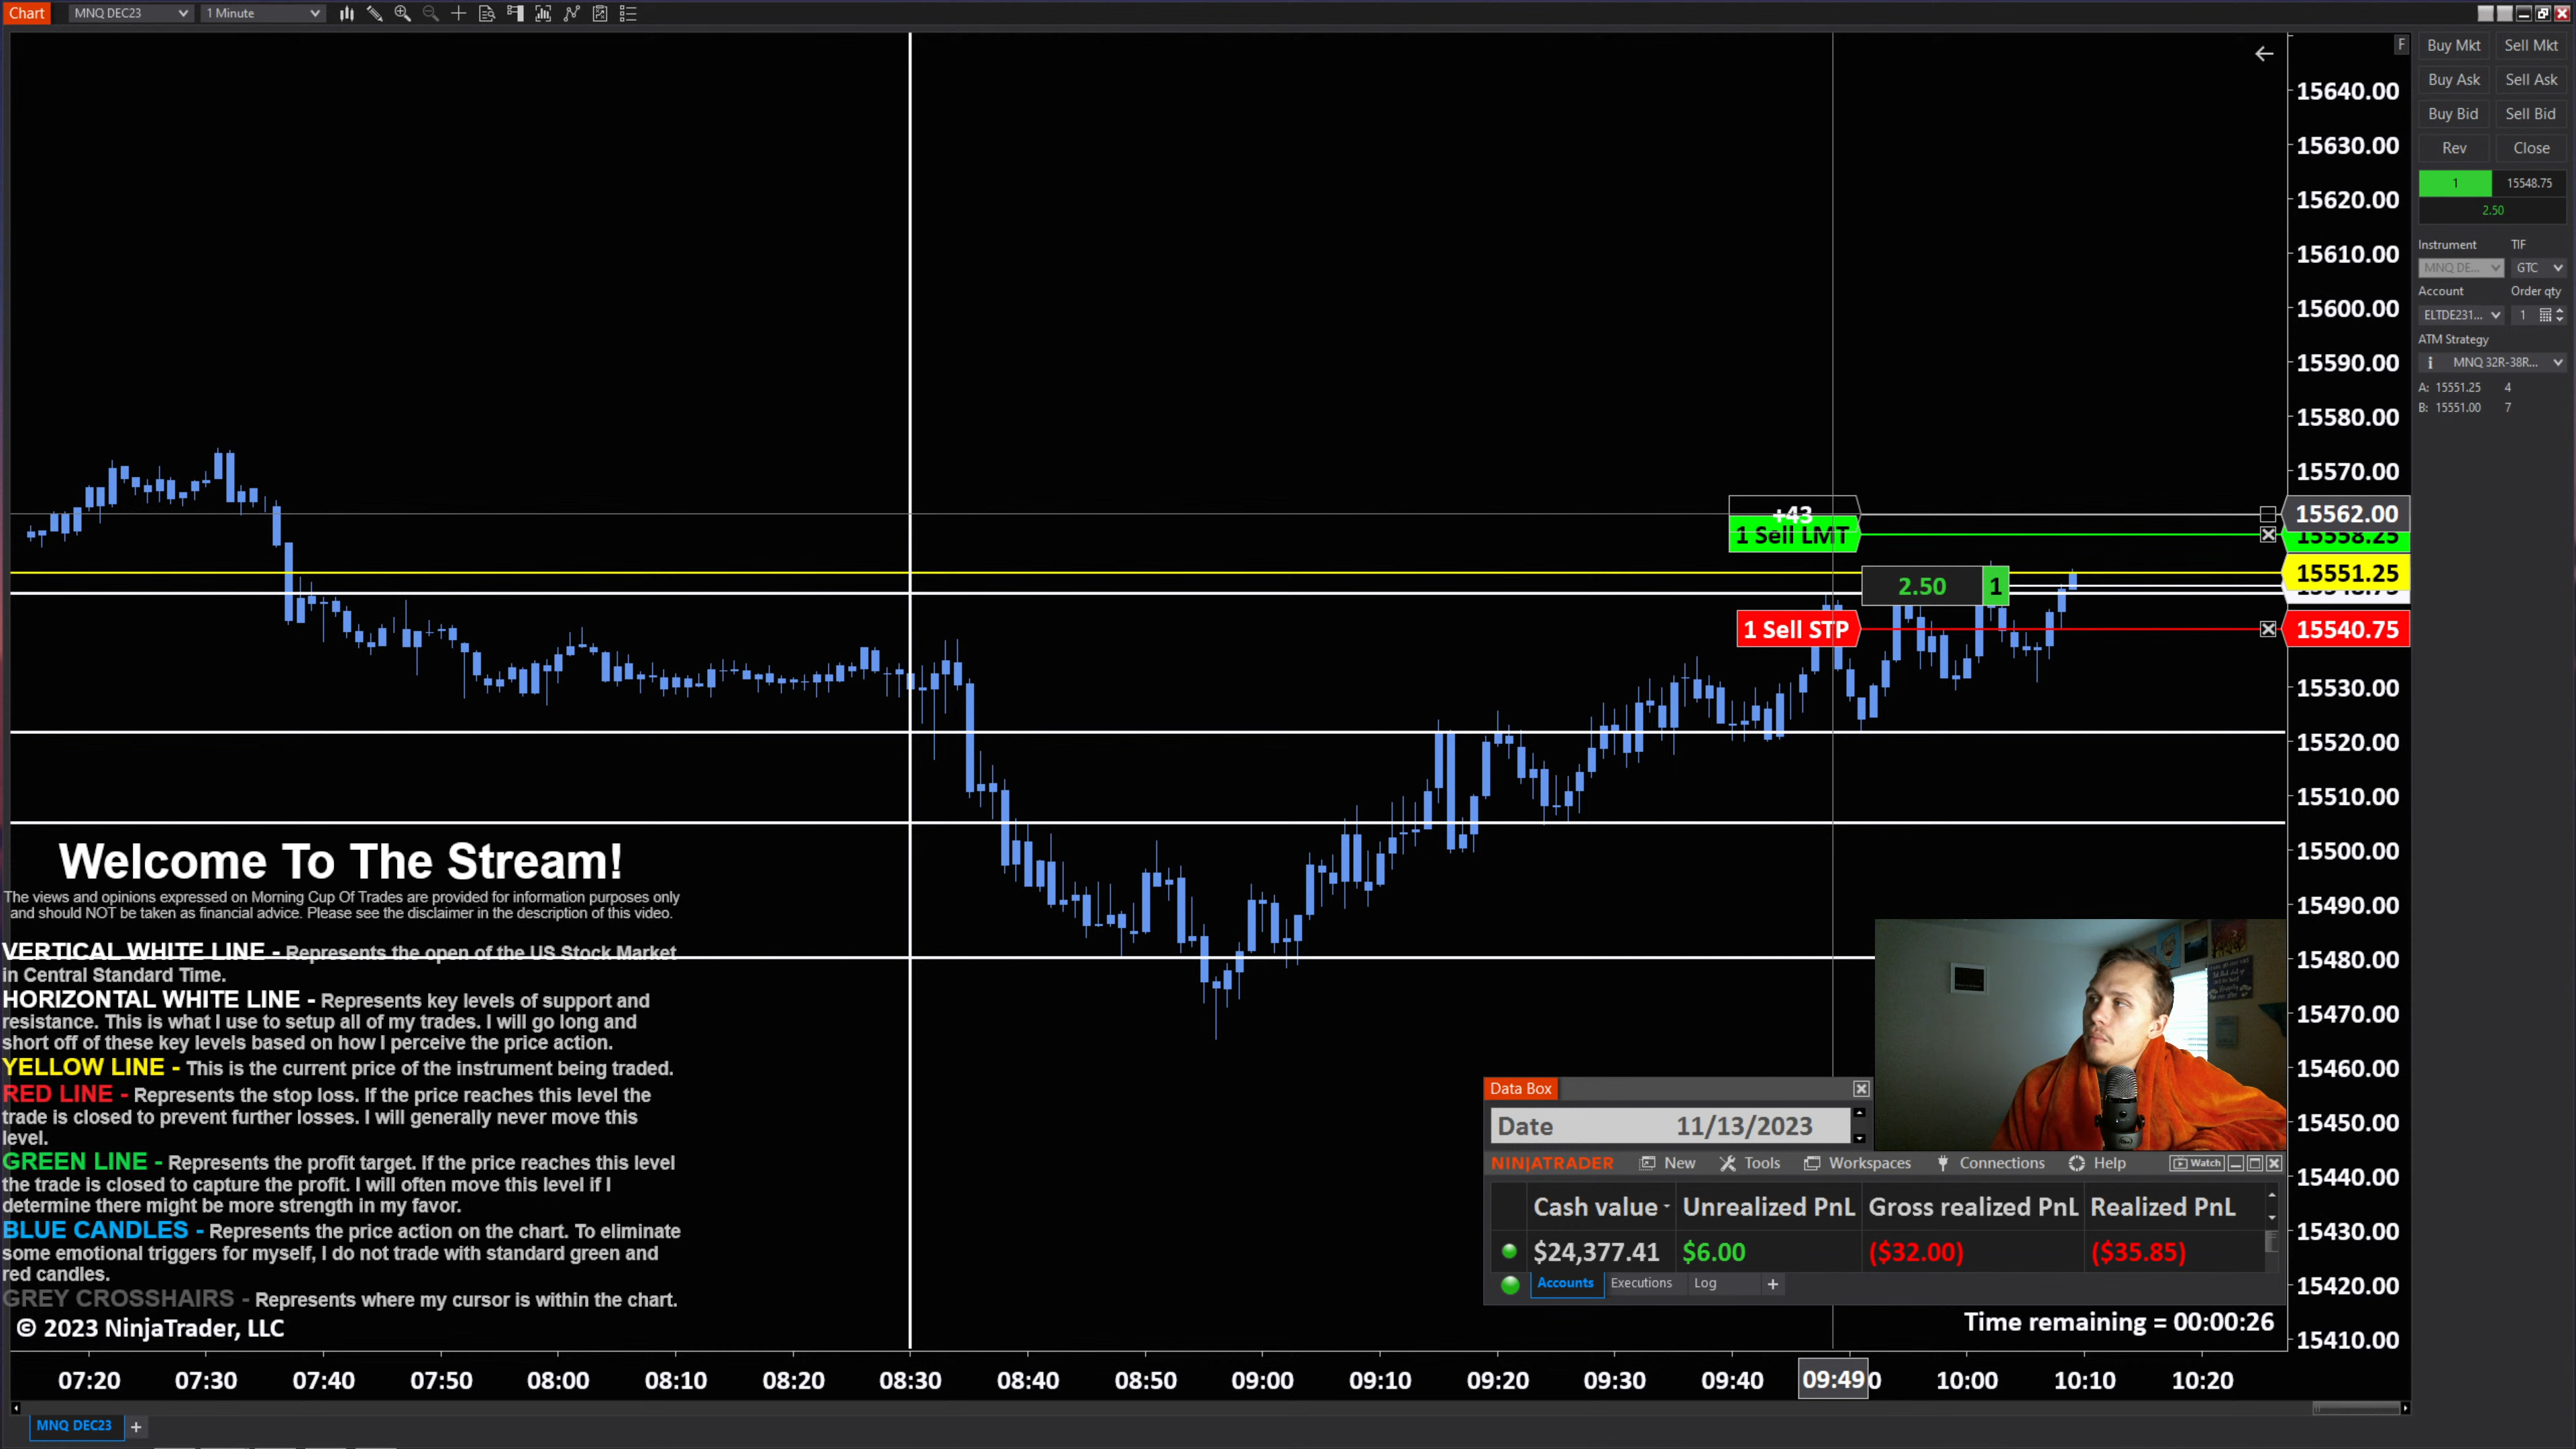 Chart MNQ DEC23 1 Minute
F
Buy Mkt Sell Mkt
Buy Ask Sell Ask
Buy Bid Sell Bid
Rev Close
1 15548.75
2.50
Instrument TIF
MNQ DE... GTC
Account Order qty
ELTDE231... 1
ATM Strategy
MNQ 32R-38R...
A: 15551.25 4
B: 15551.00 7
15640.00
15630.00
15620.00
15610.00
15600.00
15590.00
15580.00
15570.00
+43 15562.00
1 Sell LMT 15558.25
15551.25
2.50 1
1 Sell STP 15540.75
15530.00
15520.00
15510.00
15500.00
15490.00
15480.00
15470.00
15460.00
15450.00
15440.00
15430.00
15420.00
15410.00
Welcome To The Stream!
The views and opinions expressed on Morning Cup Of Trades are provided for information purposes only
and should NOT be taken as financial advice. Please see the disclaimer in the description of this video.
VERTICAL WHITE LINE - Represents the open of the US Stock Market
in Central Standard Time.
HORIZONTAL WHITE LINE - Represents key levels of support and
resistance. This is what I use to setup all of my trades. I will go long and
short off of these key levels based on how I perceive the price action.
YELLOW LINE - This is the current price of the instrument being traded.
RED LINE - Represents the stop loss. If the price reaches this level the
trade is closed to prevent further losses. I will generally never move this
level.
GREEN LINE - Represents the profit target. If the price reaches this level
the trade is closed to capture the profit. I will often move this level if I
determine there might be more strength in my favor.
BLUE CANDLES - Represents the price action on the chart. To eliminate
some emotional triggers for myself, I do not trade with standard green and
red candles.
GREY CROSSHAIRS - Represents where my cursor is within the chart.
© 2023 NinjaTrader, LLC
Data Box
Date 11/13/2023
NINJATRADER New Tools Workspaces Connections Help Watch
Cash value Unrealized PnL Gross realized PnL Realized PnL
$24,377.41 $6.00 ($32.00) ($35.85)
Accounts Executions Log +
Time remaining = 00:00:26
07:20 07:30 07:40 07:50 08:00 08:10 08:20 08:30 08:40 08:50 09:00 09:10 09:20 09:30 09:40 09:49 10:00 10:10 10:20
MNQ DEC23 +